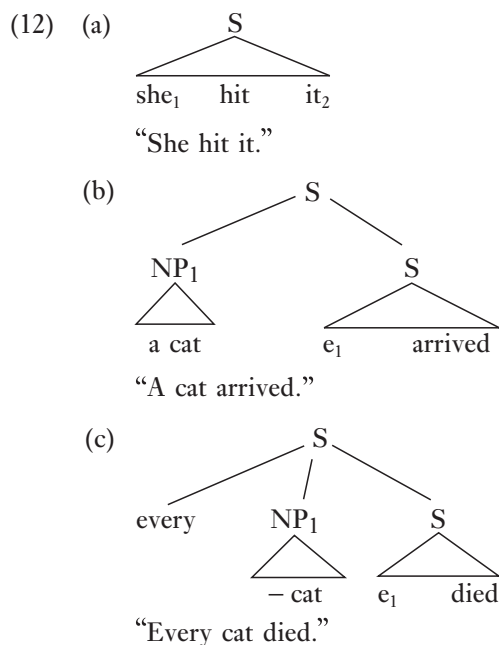 (12) (a) S
she₁ hit it₂
“She hit it.”
(b) S
NP₁ S
a cat e₁ arrived
“A cat arrived.”
(c) S
every NP₁ S
– cat e₁ died
“Every cat died.”